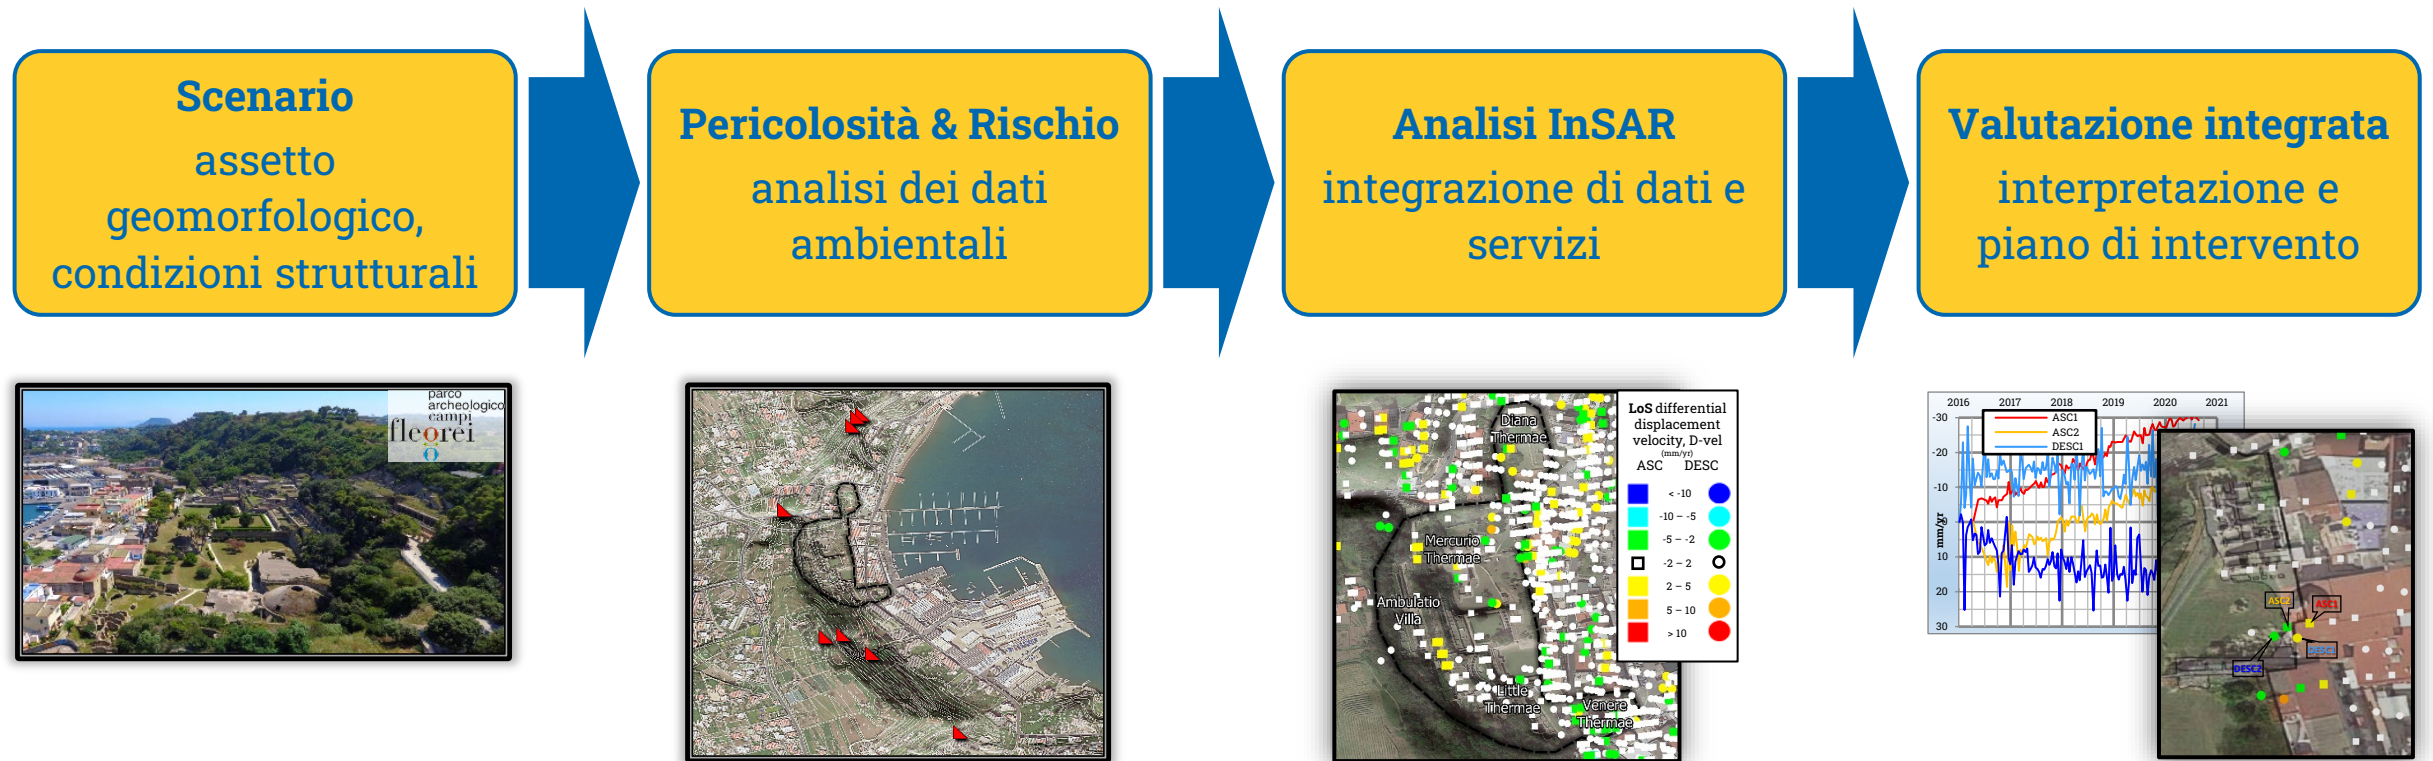 Scenario
assetto
geomorfologico,
condizioni strutturali
Pericolosità & Rischio
analisi dei dati
ambientali
Analisi InSAR
integrazione di dati e
servizi
Valutazione integrata
interpretazione e
piano di intervento
parco
archeologico
campi
flegrei
Diana
Thermae
Mercurio
Thermae
Ambulatio
Villa
Little
Thermae
Venere
Thermae
LoS differential
displacement
velocity, D-vel
(mm/yr)
ASC DESC
< -10
-10 – -5
-5 – -2
-2 – 2
2 – 5
5 – 10
> 10
2016 2017 2018 2019 2020 2021
-30
-20
-10
0
10
20
30
mm/yr
ASC1
ASC2
DESC1
ASC2
ASC1
DESC1
DESC2